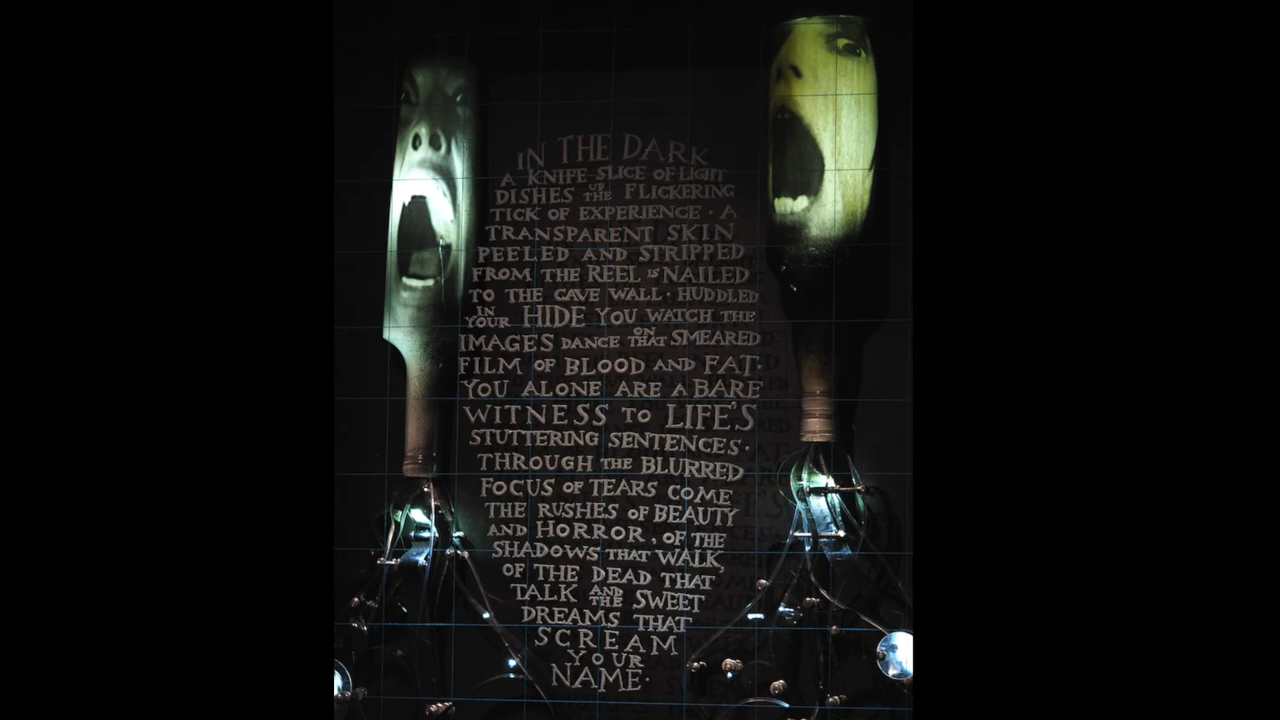 IN THE DARK
A KNIFE SLICE OF LIGHT
DISHES UP THE FLICKERING
TICK OF EXPERIENCE · A
TRANSPARENT SKIN
PEELED AND STRIPPED
FROM THE REEL IS NAILED
TO THE CAVE WALL · HUDDLED
IN YOUR HIDE YOU WATCH THE
IMAGES DANCE ON THAT SMEARED
FILM OF BLOOD AND FAT·
YOU ALONE ARE A BARE
WITNESS TO LIFE'S
STUTTERING SENTENCES·
THROUGH THE BLURRED
FOCUS OF TEARS COME
THE RUSHES OF BEAUTY
AND HORROR, OF THE
SHADOWS THAT WALK,
OF THE DEAD THAT
TALK AND THE SWEET
DREAMS THAT
SCREAM
YOUR
NAME·